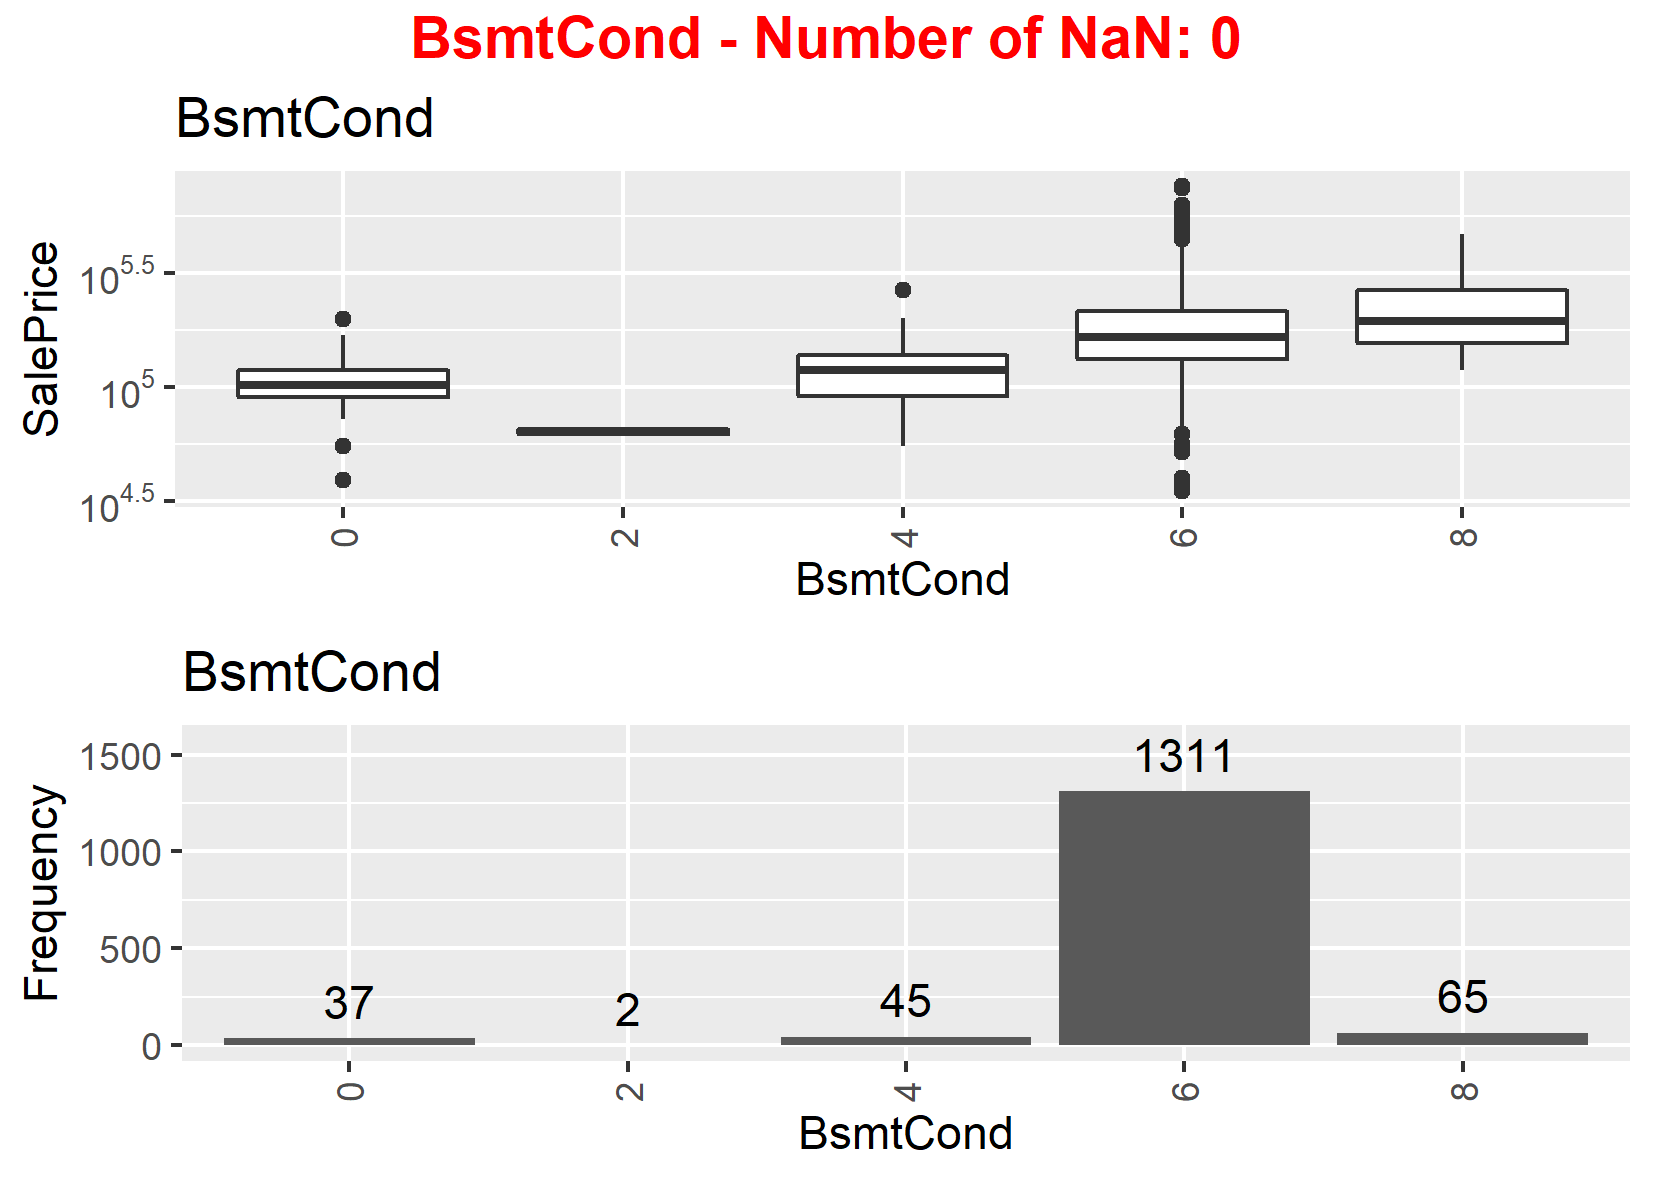 BsmtCond - Number of NaN: 0
BsmtCond
SalePrice
10^5.5
10^5
10^4.5
0 2 4 6 8
BsmtCond
BsmtCond
Frequency
1500
1000
500
0
37 2 45 1311 65
0 2 4 6 8
BsmtCond